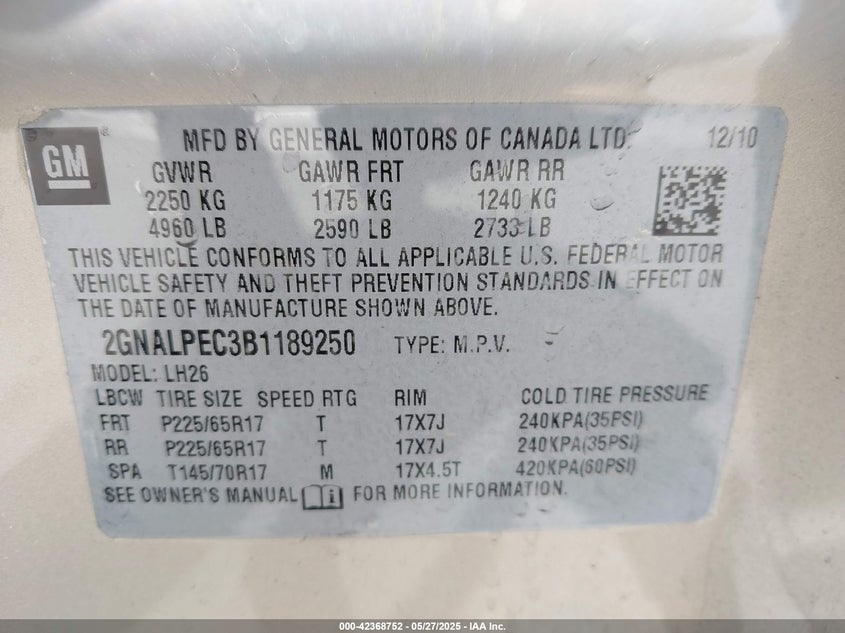 GM
MFD BY GENERAL MOTORS OF CANADA LTD. 12/10
GVWR GAWR FRT GAWR RR
2250 KG 1175 KG 1240 KG
4960 LB 2590 LB 2733 LB
THIS VEHICLE CONFORMS TO ALL APPLICABLE U.S. FEDERAL MOTOR
VEHICLE SAFETY AND THEFT PREVENTION STANDARDS IN EFFECT ON
THE DATE OF MANUFACTURE SHOWN ABOVE.
2GNALPEC3B1189250 TYPE: M.P.V.
MODEL: LH26
LBCW TIRE SIZE SPEED RTG RIM COLD TIRE PRESSURE
FRT P225/65R17 T 17X7J 240KPA(35PSI)
RR P225/65R17 T 17X7J 240KPA(35PSI)
SPA T145/70R17 M 17X4.5T 420KPA(60PSI)
SEE OWNER'S MANUAL i FOR MORE INFORMATION.
000-42368752 / 05/27/2025 - IAA Inc.